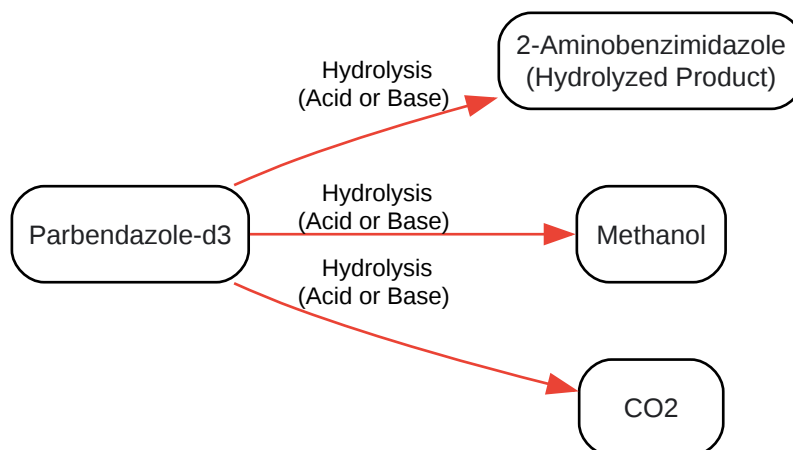 2-Aminobenzimidazole
(Hydrolyzed Product)
Hydrolysis
(Acid or Base)
Parbendazole-d3
Hydrolysis
(Acid or Base)
Methanol
Hydrolysis
(Acid or Base)
CO2